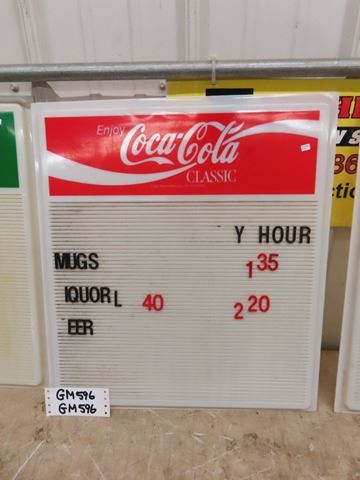 Enjoy
Coca-Cola
CLASSIC
Y HOUR
MUGS 1 35
IQUOR L 40 2 20
EER
GM596
GM596